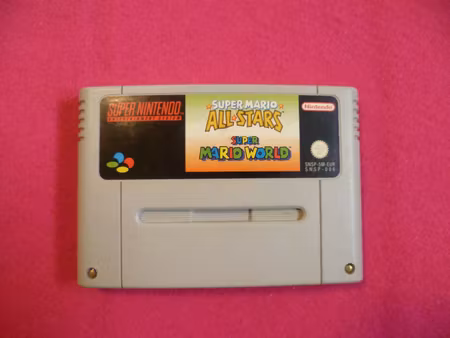 SUPER NINTENDO
ENTERTAINMENT SYSTEM
SUPER MARIO
ALL★STARS
SUPER
MARIO WORLD
Nintendo